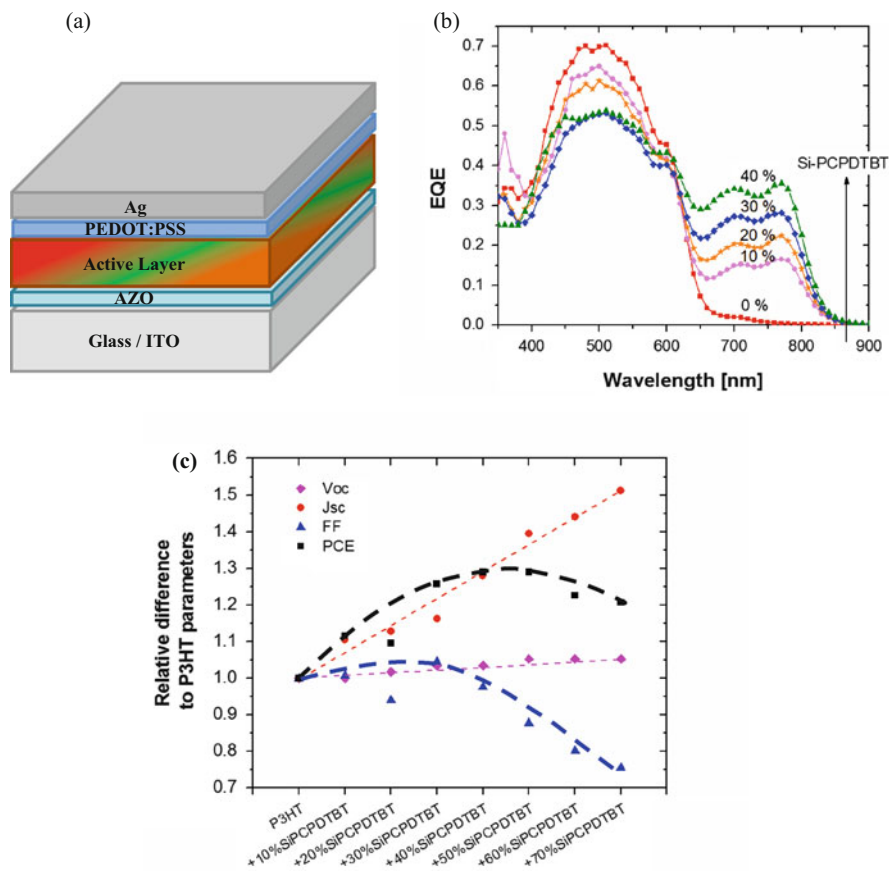 (a)
Ag
PEDOT:PSS
Active Layer
AZO
Glass / ITO
(b)
0.7
0.6
0.5
0.4
0.3
0.2
0.1
0.0
EQE
400
500
600
700
800
900
Wavelength [nm]
Si-PCPDTBT
40 %
30 %
20 %
10 %
0 %
(c)
1.6
1.5
1.4
1.3
1.2
1.1
1.0
0.9
0.8
0.7
Relative difference
to P3HT parameters
Voc
Jsc
FF
PCE
P3HT
+10%SiPCPDTBT
+20%SiPCPDTBT
+30%SiPCPDTBT
+40%SiPCPDTBT
+50%SiPCPDTBT
+60%SiPCPDTBT
+70%SiPCPDTBT